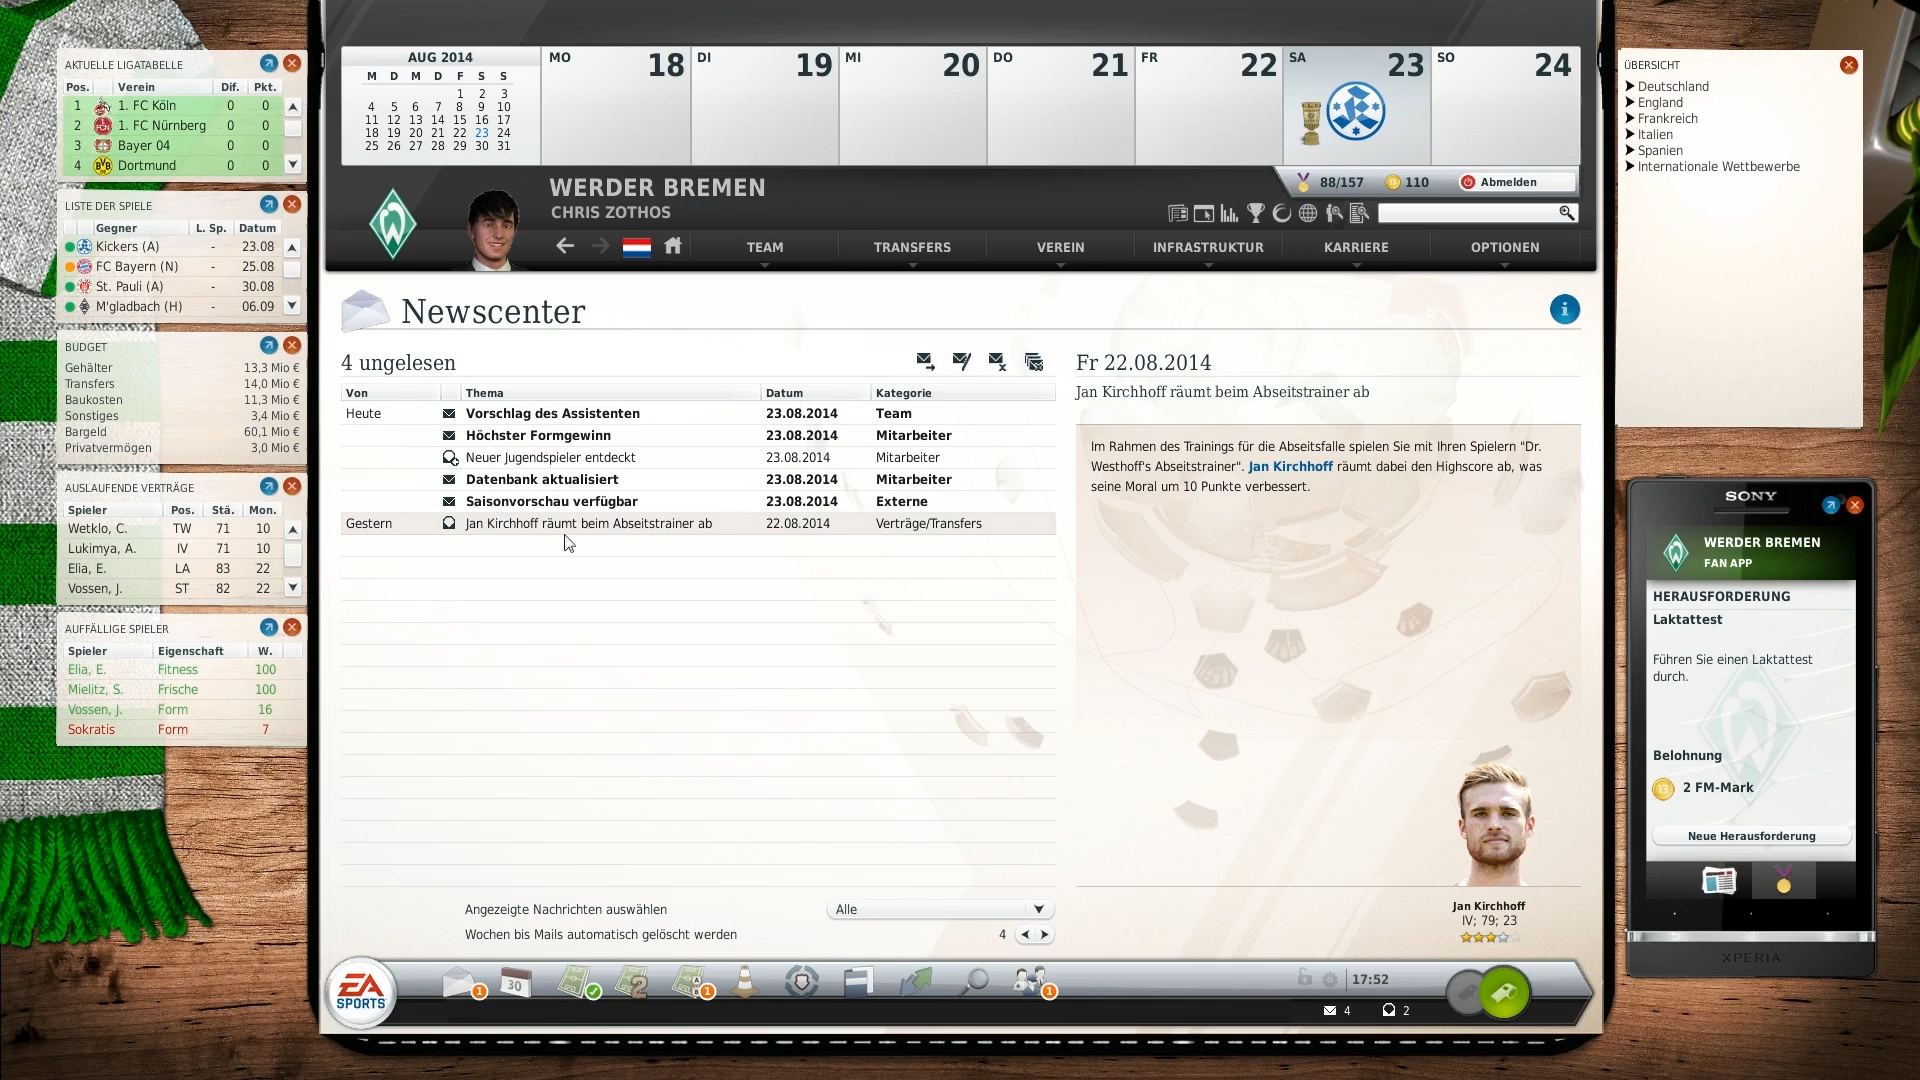 AKTUELLE LIGATABELLE
Pos. Verein Dif. Pkt.
1 1. FC Köln 0 0
2 1. FC Nürnberg 0 0
3 Bayer 04 0 0
4 Dortmund 0 0
LISTE DER SPIELE
Gegner L. Sp. Datum
Kickers (A) - 23.08
FC Bayern (N) - 25.08
St. Pauli (A) - 30.08
M'gladbach (H) - 06.09
BUDGET
Gehälter 13,3 Mio €
Transfers 14,0 Mio €
Baukosten 11,3 Mio €
Sonstiges 3,4 Mio €
Bargeld 60,1 Mio €
Privatvermögen 3,0 Mio €
AUSLAUFENDE VERTRÄGE
Spieler Pos. Stä. Mon.
Wetklo, C. TW 71 10
Lukimya, A. IV 71 10
Elia, E. LA 83 22
Vossen, J. ST 82 22
AUFFÄLLIGE SPIELER
Spieler Eigenschaft W.
Elia, E. Fitness 100
Mielitz, S. Frische 100
Vossen, J. Form 16
Sokratis Form 7
AUG 2014
M D M D F S S
1 2 3
4 5 6 7 8 9 10
11 12 13 14 15 16 17
18 19 20 21 22 23 24
25 26 27 28 29 30 31
MO 18 DI 19 MI 20 DO 21 FR 22 SA 23 SO 24
WERDER BREMEN
CHRIS ZOTHOS
88/157 110 Abmelden
TEAM TRANSFERS VEREIN INFRASTRUKTUR KARRIERE OPTIONEN
Newscenter
4 ungelesen
Von Thema Datum Kategorie
Heute Vorschlag des Assistenten 23.08.2014 Team
Höchster Formgewinn 23.08.2014 Mitarbeiter
Neuer Jugendspieler entdeckt 23.08.2014 Mitarbeiter
Datenbank aktualisiert 23.08.2014 Mitarbeiter
Saisonvorschau verfügbar 23.08.2014 Externe
Gestern Jan Kirchhoff räumt beim Abseitstrainer ab 22.08.2014 Verträge/Transfers
Angezeigte Nachrichten auswählen Alle
Wochen bis Mails automatisch gelöscht werden 4
Fr 22.08.2014
Jan Kirchhoff räumt beim Abseitstrainer ab
Im Rahmen des Trainings für die Abseitsfalle spielen Sie mit Ihren Spielern "Dr.
Westhoff's Abseitstrainer". Jan Kirchhoff räumt dabei den Highscore ab, was
seine Moral um 10 Punkte verbessert.
Jan Kirchhoff
IV; 79; 23
EA
SPORTS
1 30 2 1 1
17:52
4 2
ÜBERSICHT
Deutschland
England
Frankreich
Italien
Spanien
Internationale Wettbewerbe
SONY
WERDER BREMEN
FAN APP
HERAUSFORDERUNG
Laktattest
Führen Sie einen Laktattest
durch.
Belohnung
13 2 FM-Mark
Neue Herausforderung
XPERIA